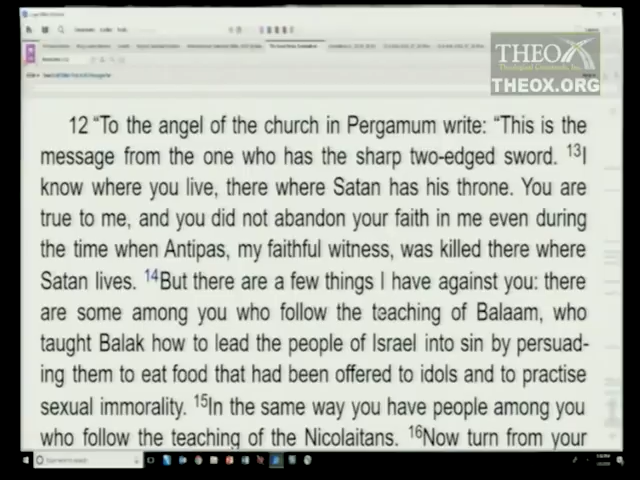 THEOX
THEOX.ORG
12 “To the angel of the church in Pergamum write: “This is the
message from the one who has the sharp two-edged sword. 13I
know where you live, there where Satan has his throne. You are
true to me, and you did not abandon your faith in me even during
the time when Antipas, my faithful witness, was killed there where
Satan lives. 14But there are a few things I have against you: there
are some among you who follow the teaching of Balaam, who
taught Balak how to lead the people of Israel into sin by persuad-
ing them to eat food that had been offered to idols and to practise
sexual immorality. 15In the same way you have people among you
who follow the teaching of the Nicolaitans. 16Now turn from your